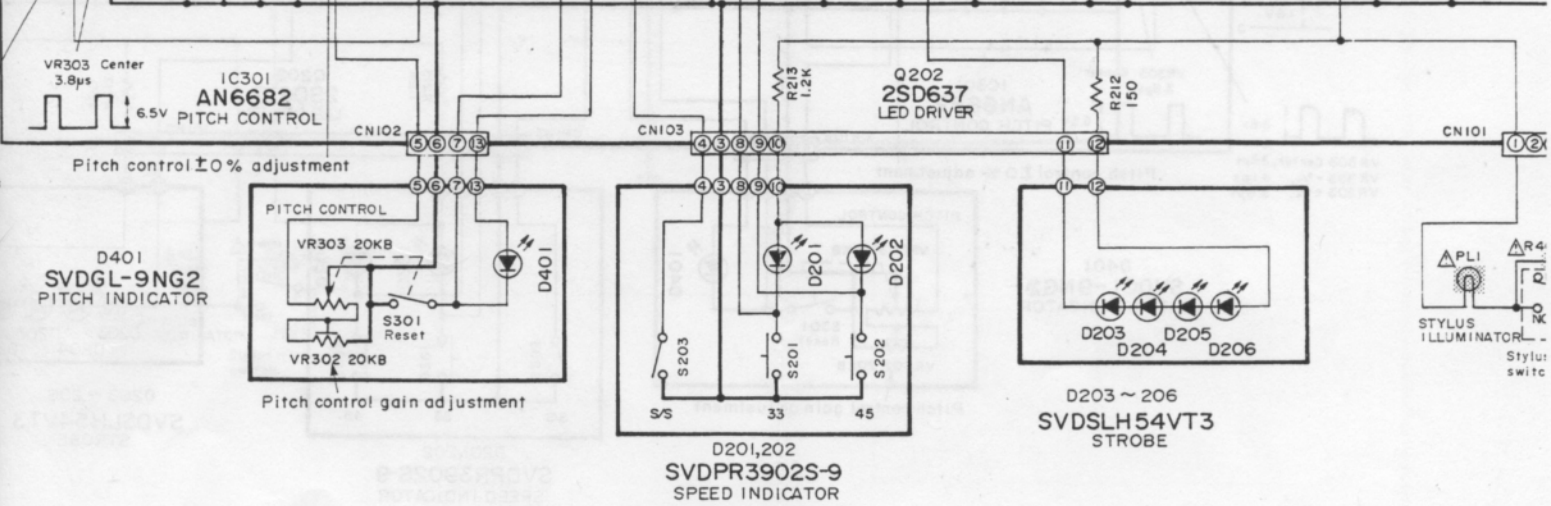 VR303 Center
3.8μs
6.5V
IC301
AN6682
PITCH CONTROL
CN102
5 6 7 13
Pitch control ±0 % adjustment
5 6 7 13
PITCH CONTROL
VR303 20KB
S301
Reset
VR302 20KB
D401
Pitch control gain adjustment
D401
SVDGL-9NG2
PITCH INDICATOR
R213
1.2K
Q202
2SD637
LED DRIVER
R212
150
CN103
4 3 8 9 10
11 12
4 3 8 9 10
D201
D202
S203
S201
S202
S/S
33
45
D201,202
SVDPR3902S-9
SPEED INDICATOR
11 12
D203
D204
D205
D206
D203 ~ 206
SVDSLH54VT3
STROBE
CN101
1 2
PL1
R4
STYLUS
ILLUMINATOR